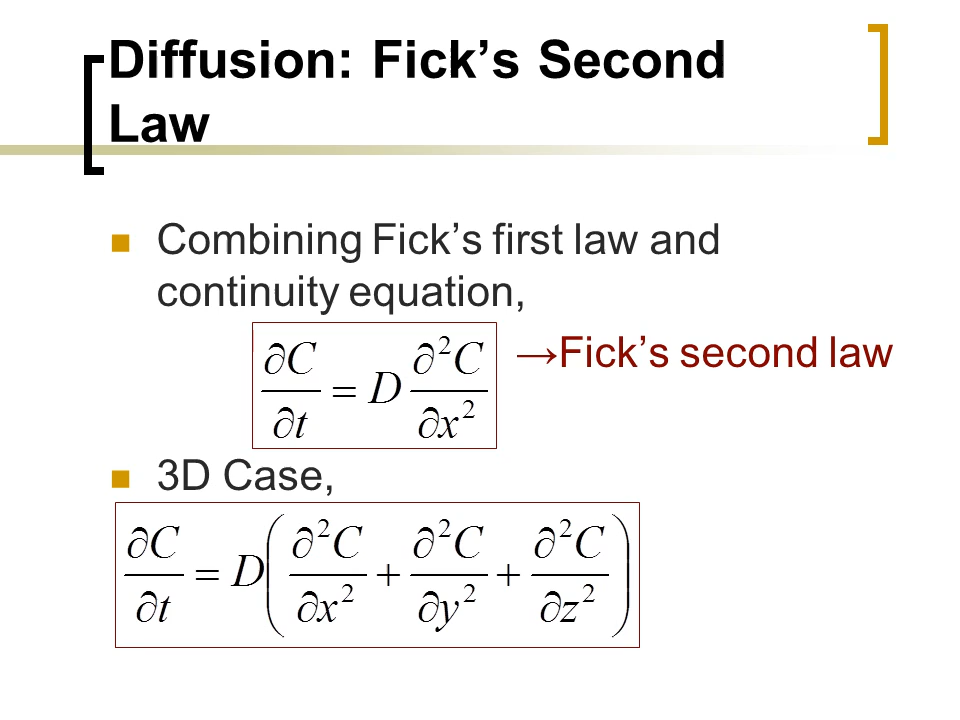 Diffusion: Fick’s Second
Law
Combining Fick’s first law and
continuity equation,
→Fick’s second law
∂C/∂t = D ∂²C/∂x²
3D Case,
∂C/∂t = D(∂²C/∂x² + ∂²C/∂y² + ∂²C/∂z²)